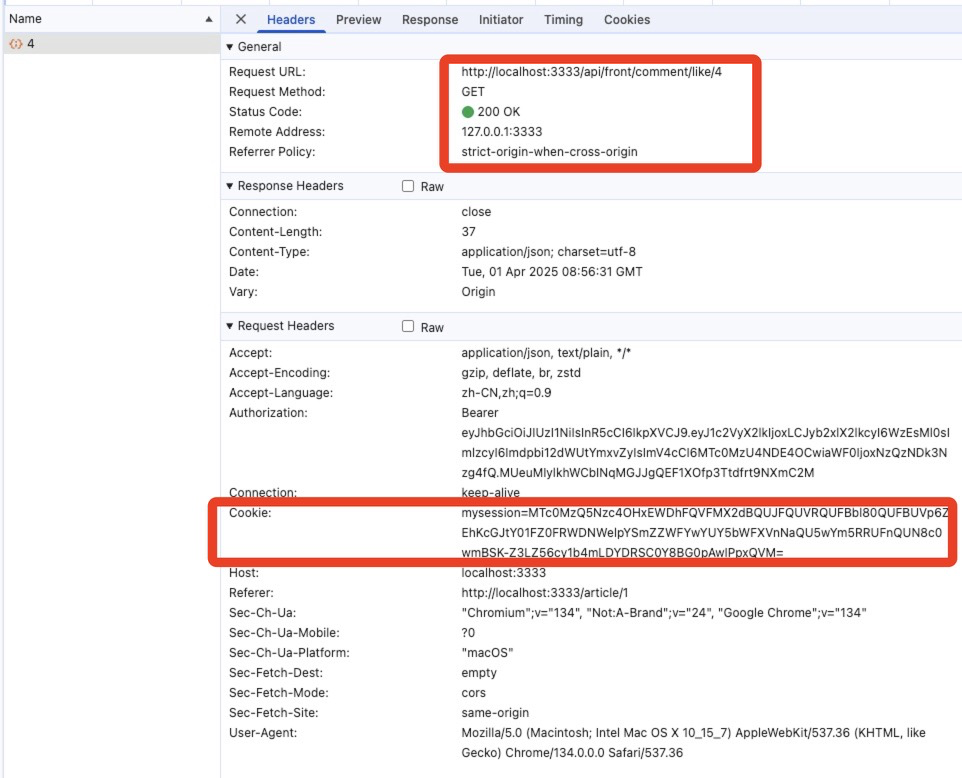 Name
Headers Preview Response Initiator Timing Cookies
4
General
Request URL: http://localhost:3333/api/front/comment/like/4
Request Method: GET
Status Code: 200 OK
Remote Address: 127.0.0.1:3333
Referrer Policy: strict-origin-when-cross-origin
Response Headers Raw
Connection: close
Content-Length: 37
Content-Type: application/json; charset=utf-8
Date: Tue, 01 Apr 2025 08:56:31 GMT
Vary: Origin
Request Headers Raw
Accept: application/json, text/plain, */*
Accept-Encoding: gzip, deflate, br, zstd
Accept-Language: zh-CN,zh;q=0.9
Authorization: Bearer
Connection: keep-alive
Cookie:
Host: localhost:3333
Referer: http://localhost:3333/article/1
Sec-Ch-Ua: "Chromium";v="134", "Not:A-Brand";v="24", "Google Chrome";v="134"
Sec-Ch-Ua-Mobile: ?0
Sec-Ch-Ua-Platform: "macOS"
Sec-Fetch-Dest: empty
Sec-Fetch-Mode: cors
Sec-Fetch-Site: same-origin
User-Agent: Mozilla/5.0 (Macintosh; Intel Mac OS X 10_15_7) AppleWebKit/537.36 (KHTML, like
Gecko) Chrome/134.0.0.0 Safari/537.36